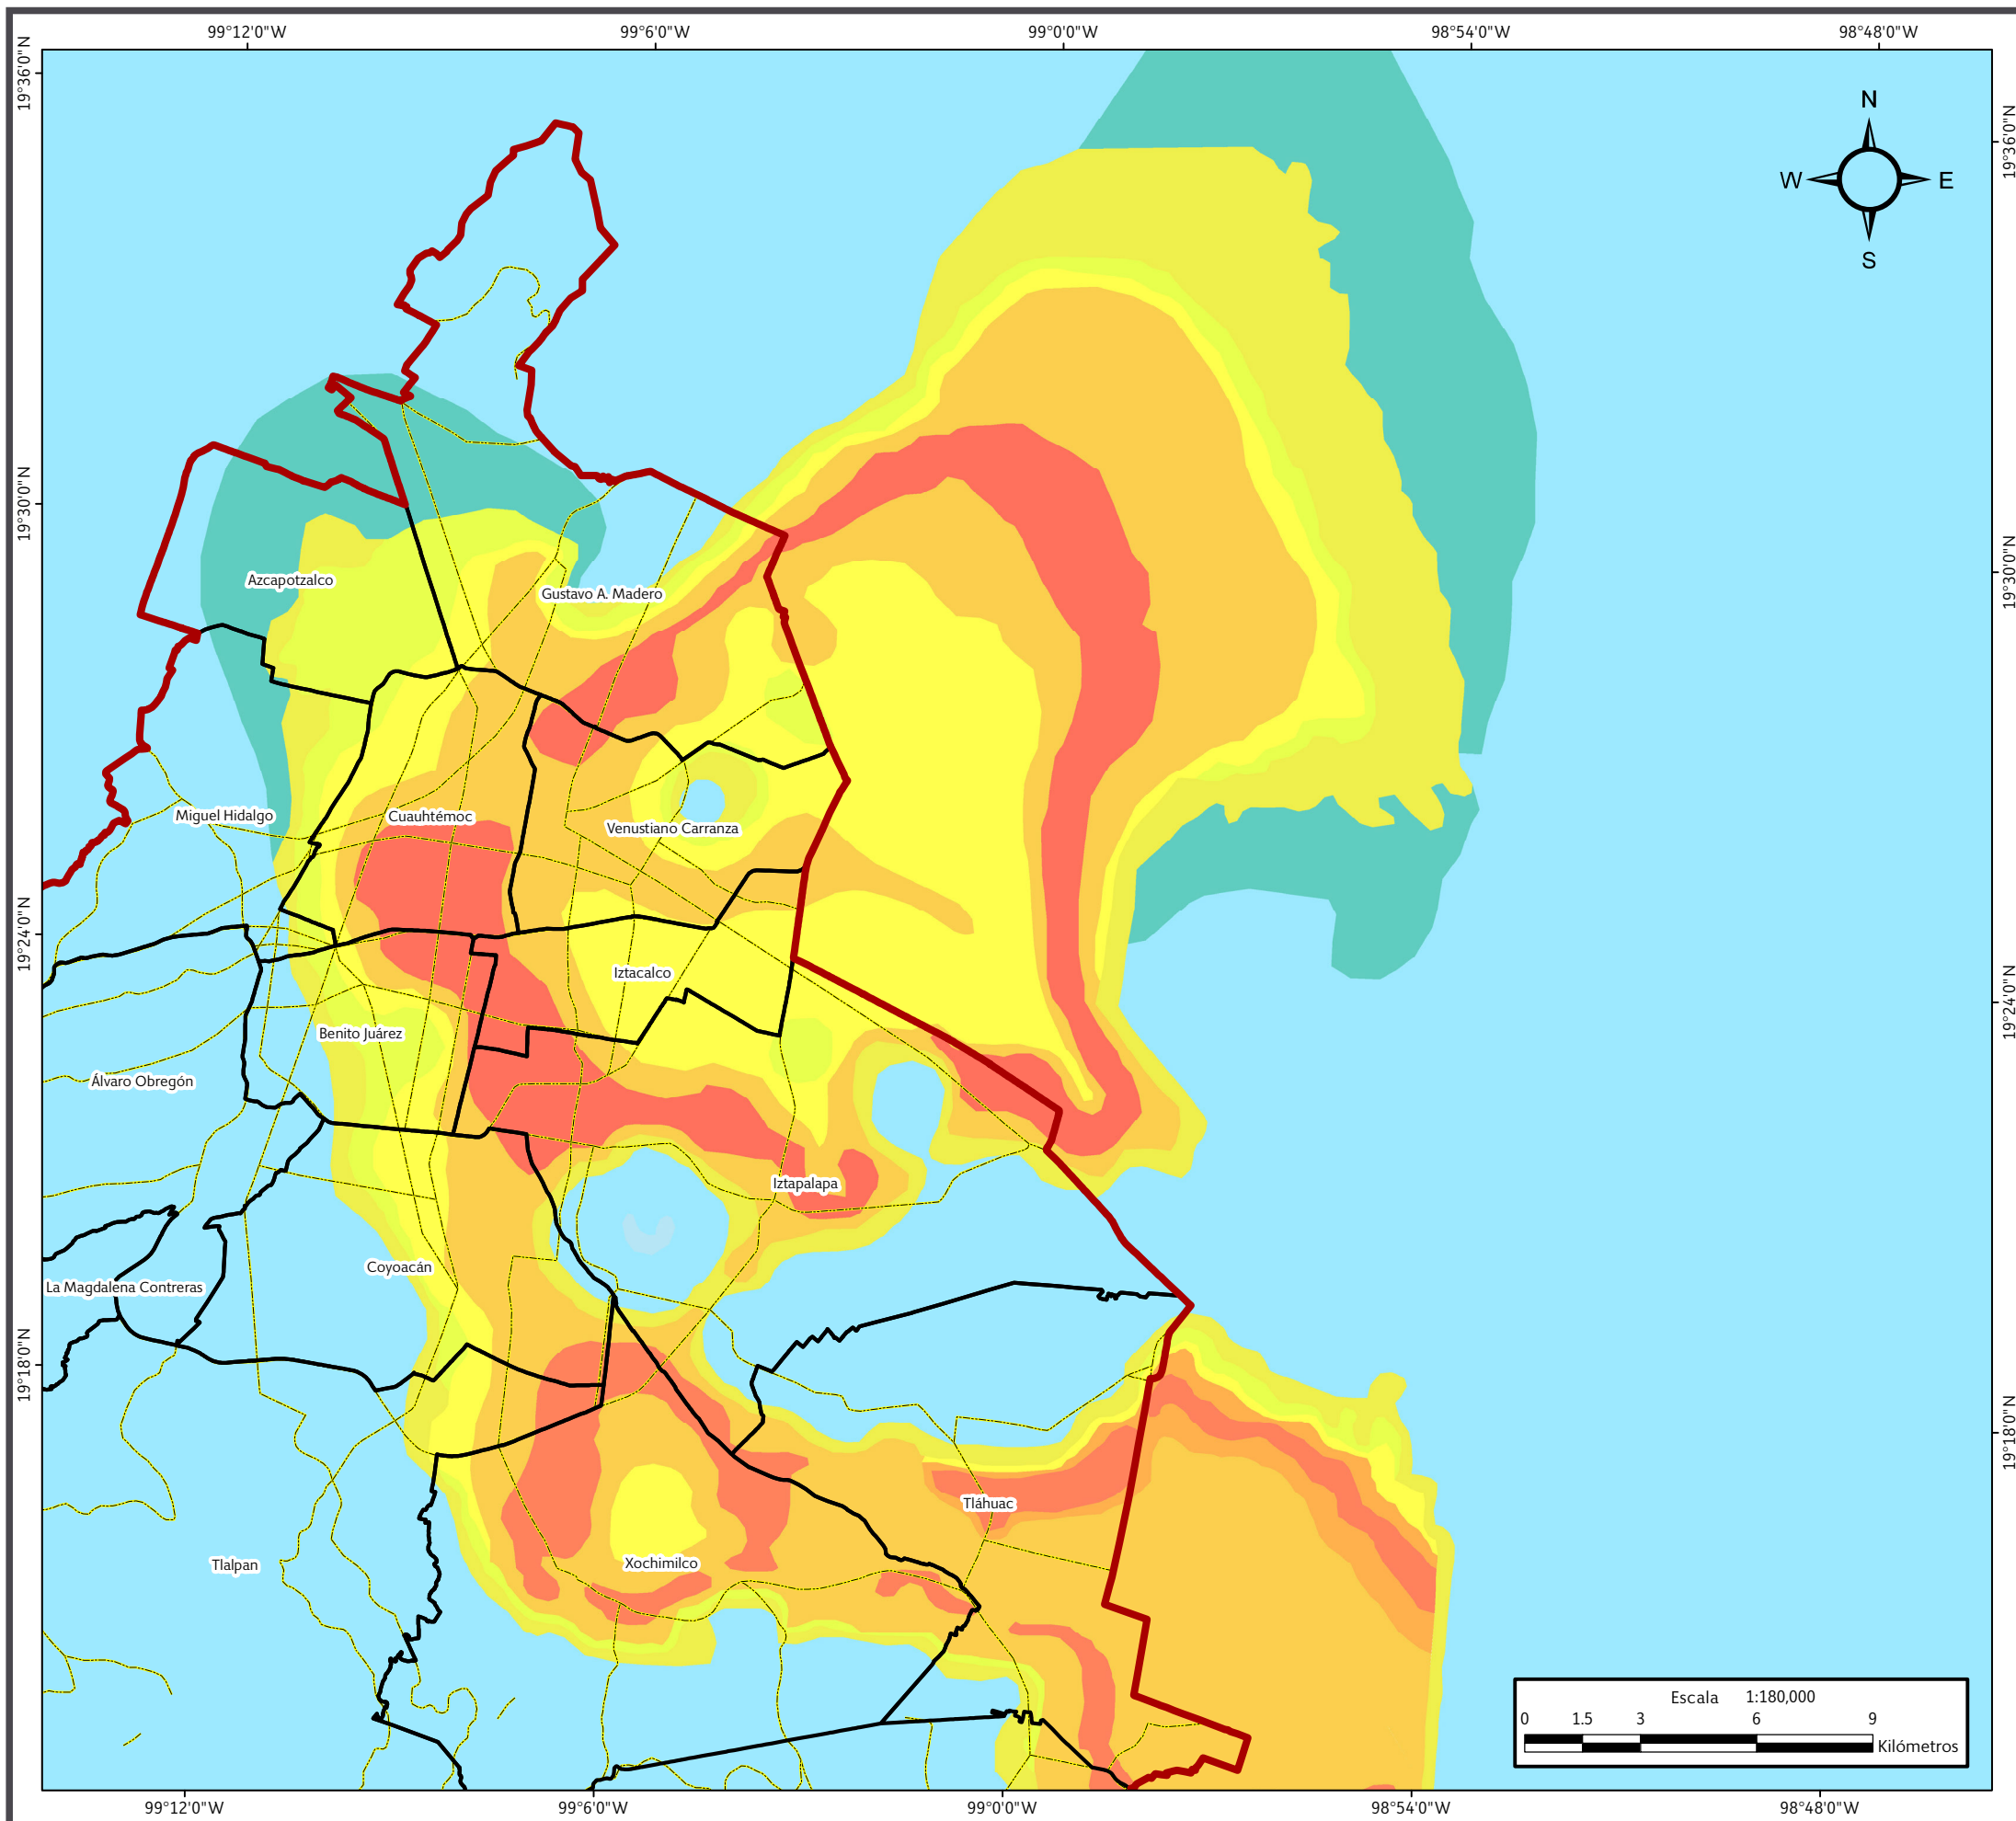 99°12'0"W
99°6'0"W
99°0'0"W
98°54'0"W
98°48'0"W
19°36'0"N
19°36'0"N
N
W
E
S
19°30'0"N
19°30'0"N
Azcapotzalco
Gustavo A. Madero
Miguel Hidalgo
Cuauhtémoc
Venustiano Carranza
19°24'0"N
19°24'0"N
Iztacalco
Benito Juárez
Álvaro Obregón
Iztapalapa
Coyoacán
La Magdalena Contreras
19°18'0"N
19°18'0"N
Tláhuac
Xochimilco
Tlalpan
Escala 1:180,000
0 1.5 3 6 9
Kilómetros
99°12'0"W
99°6'0"W
99°0'0"W
98°54'0"W
98°48'0"W